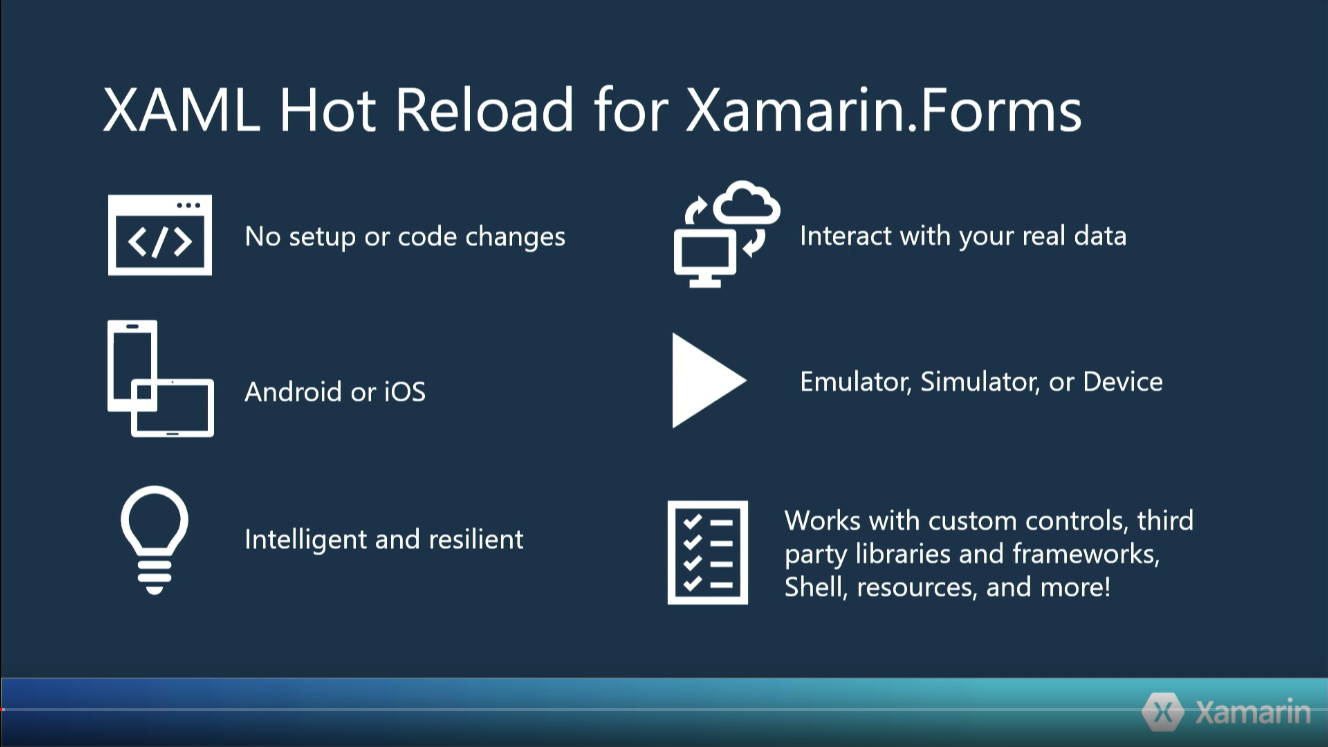 XAML Hot Reload for Xamarin.Forms
</>
No setup or code changes
Interact with your real data
Android or iOS
Emulator, Simulator, or Device
Intelligent and resilient
Works with custom controls, third
party libraries and frameworks,
Shell, resources, and more!
Xamarin